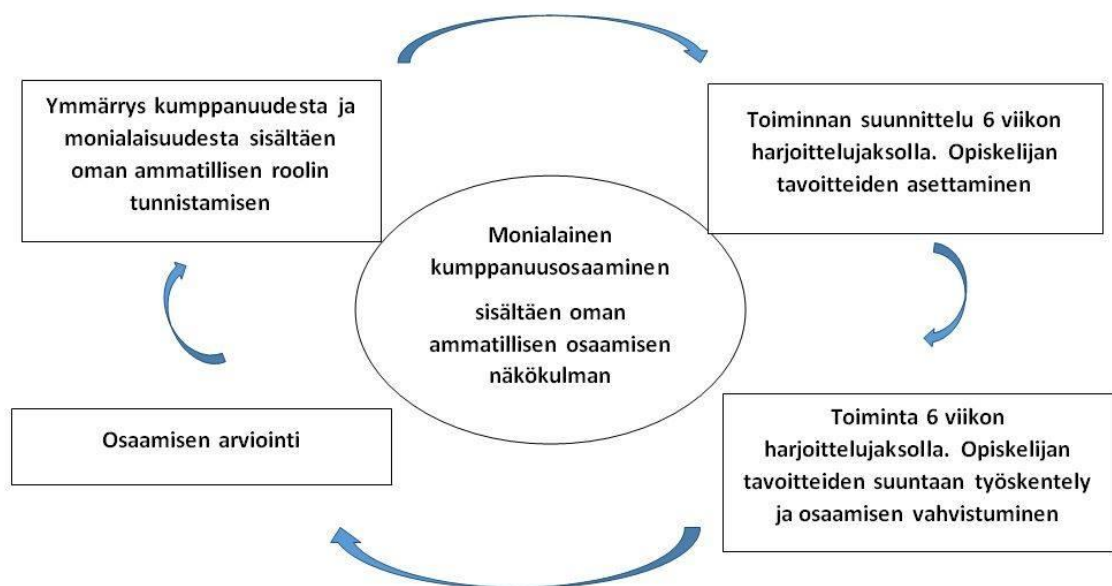 Ymmärrys kumppanuudesta ja
monialaisuudesta sisältäen
oman ammatillisen roolin
tunnistamisen
Toiminnan suunnittelu 6 viikon
harjoittelujaksolla. Opiskelijan
tavoitteiden asettaminen
Monialainen
kumppanuusosaaminen
sisältäen oman
ammatillisen osaamisen
näkökulman
Toiminta 6 viikon
harjoittelujaksolla. Opiskelijan
tavoitteiden suuntaan työskentely
ja osaamisen vahvistuminen
Osaamisen arviointi